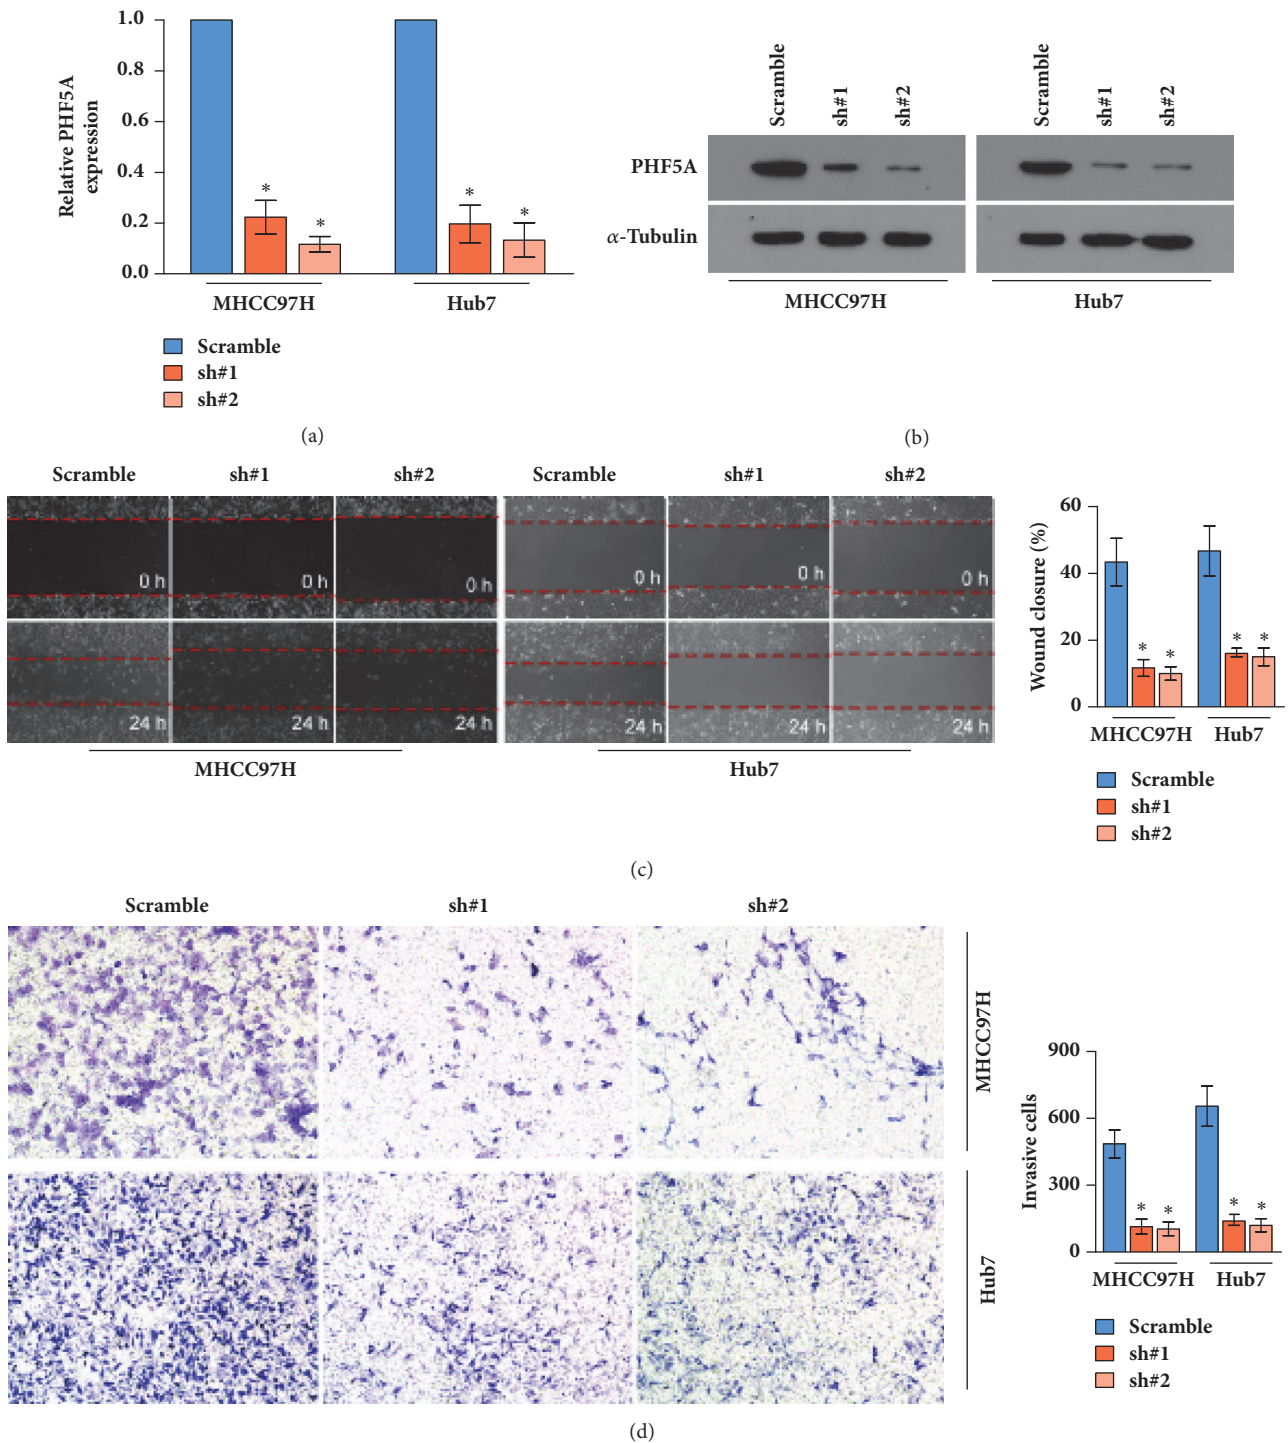 1.0
0.8
0.6
0.4
0.2
0.0
Relative PHF5A
expression
*
*
*
*
MHCC97H
Hub7
Scramble
sh#1
sh#2
(a)
Scramble
sh#1
sh#2
Scramble
sh#1
sh#2
PHF5A
α-Tubulin
MHCC97H
Hub7
(b)
Scramble
sh#1
sh#2
Scramble
sh#1
sh#2
0 h
0 h
0 h
0 h
0 h
0 h
24 h
24 h
24 h
24 h
24 h
24 h
MHCC97H
Hub7
60
40
20
0
Wound closure (%)
* *
* *
MHCC97H
Hub7
Scramble
sh#1
sh#2
(c)
Scramble
sh#1
sh#2
MHCC97H
Hub7
900
600
300
0
Invasive cells
* *
* *
MHCC97H
Hub7
Scramble
sh#1
sh#2
(d)